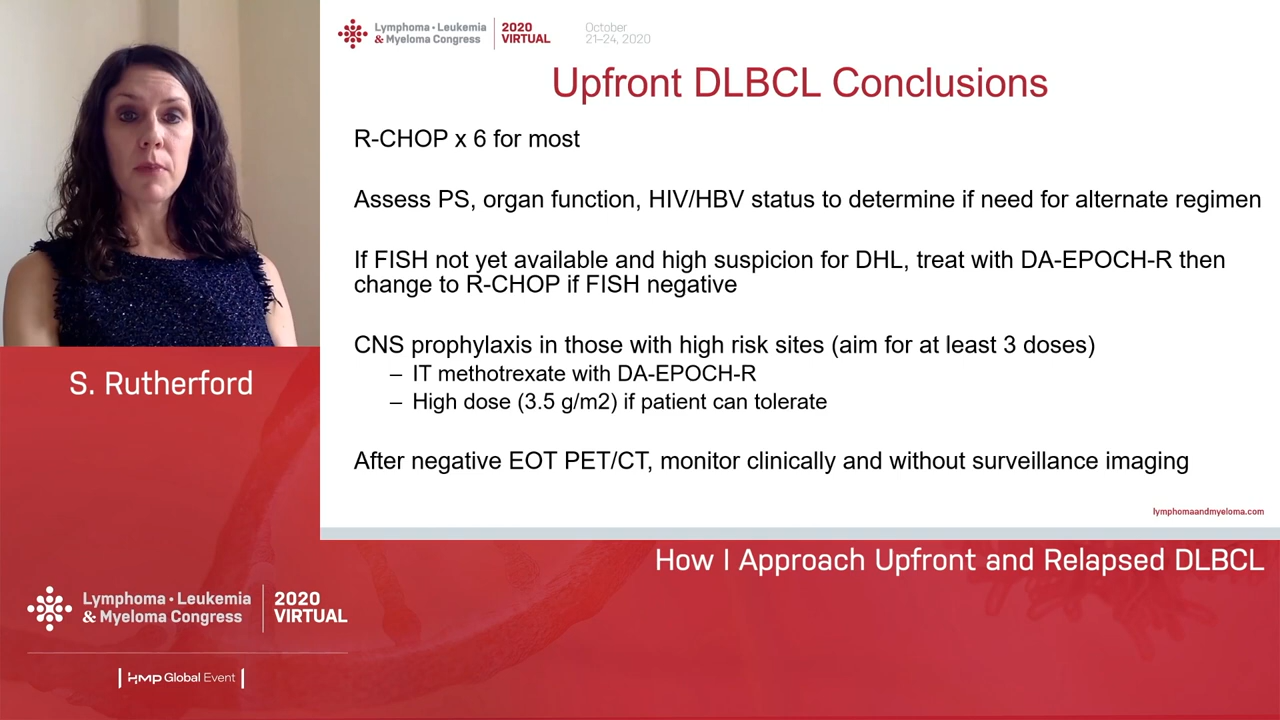 Lymphoma • Leukemia
& Myeloma Congress
2020
VIRTUAL
October
21–24, 2020
Upfront DLBCL Conclusions
R-CHOP x 6 for most
Assess PS, organ function, HIV/HBV status to determine if need for alternate regimen
If FISH not yet available and high suspicion for DHL, treat with DA-EPOCH-R then
change to R-CHOP if FISH negative
CNS prophylaxis in those with high risk sites (aim for at least 3 doses)
– IT methotrexate with DA-EPOCH-R
– High dose (3.5 g/m2) if patient can tolerate
After negative EOT PET/CT, monitor clinically and without surveillance imaging
lymphomaandmyeloma.com
S. Rutherford
How I Approach Upfront and Relapsed DLBCL
Lymphoma • Leukemia
& Myeloma Congress
2020
VIRTUAL
HMP Global Event